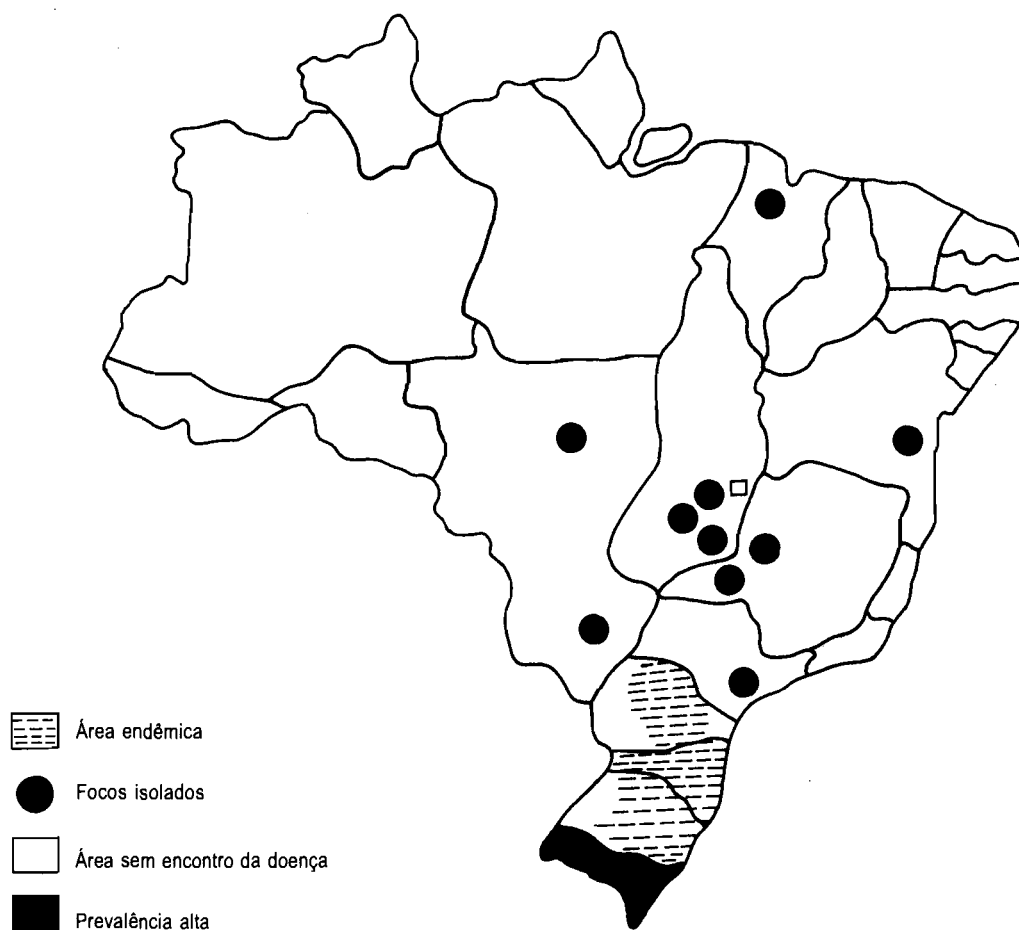 Área endêmica
Focos isolados
Área sem encontro da doença
Prevalência alta